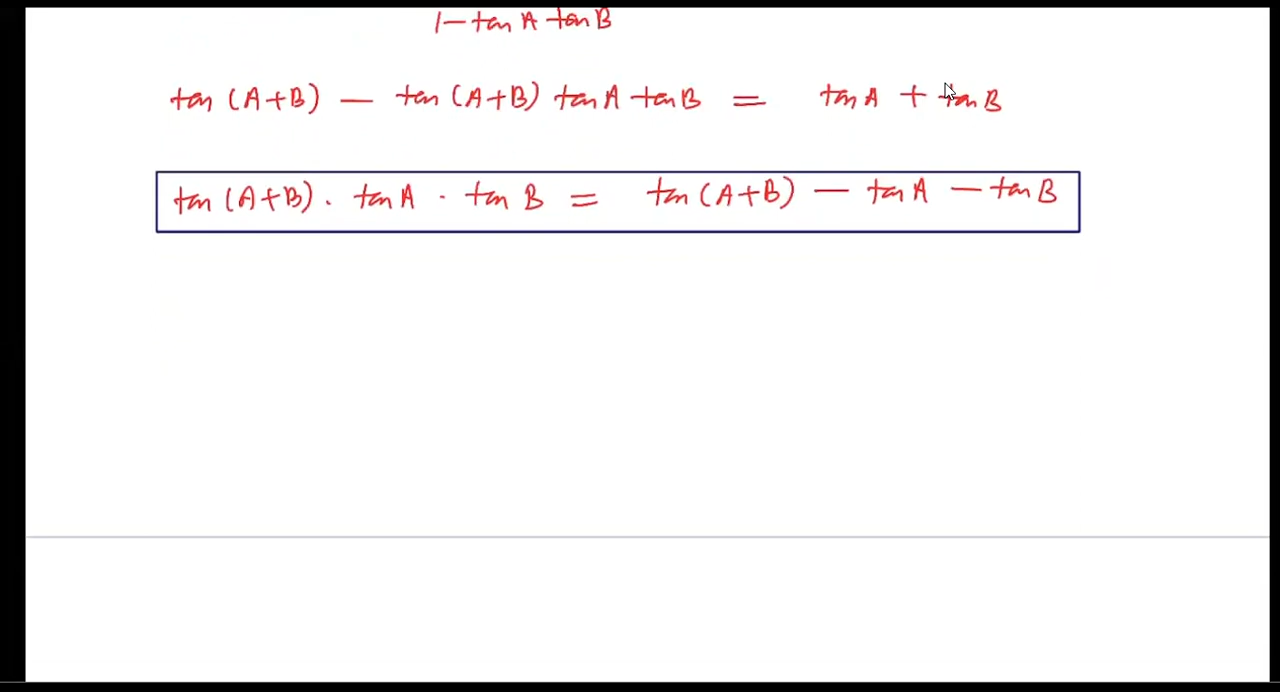 1 − tan A tan B
tan (A+B) − tan (A+B) tan A tan B = tan A + tan B
tan (A+B) . tan A . tan B = tan (A+B) − tan A − tan B